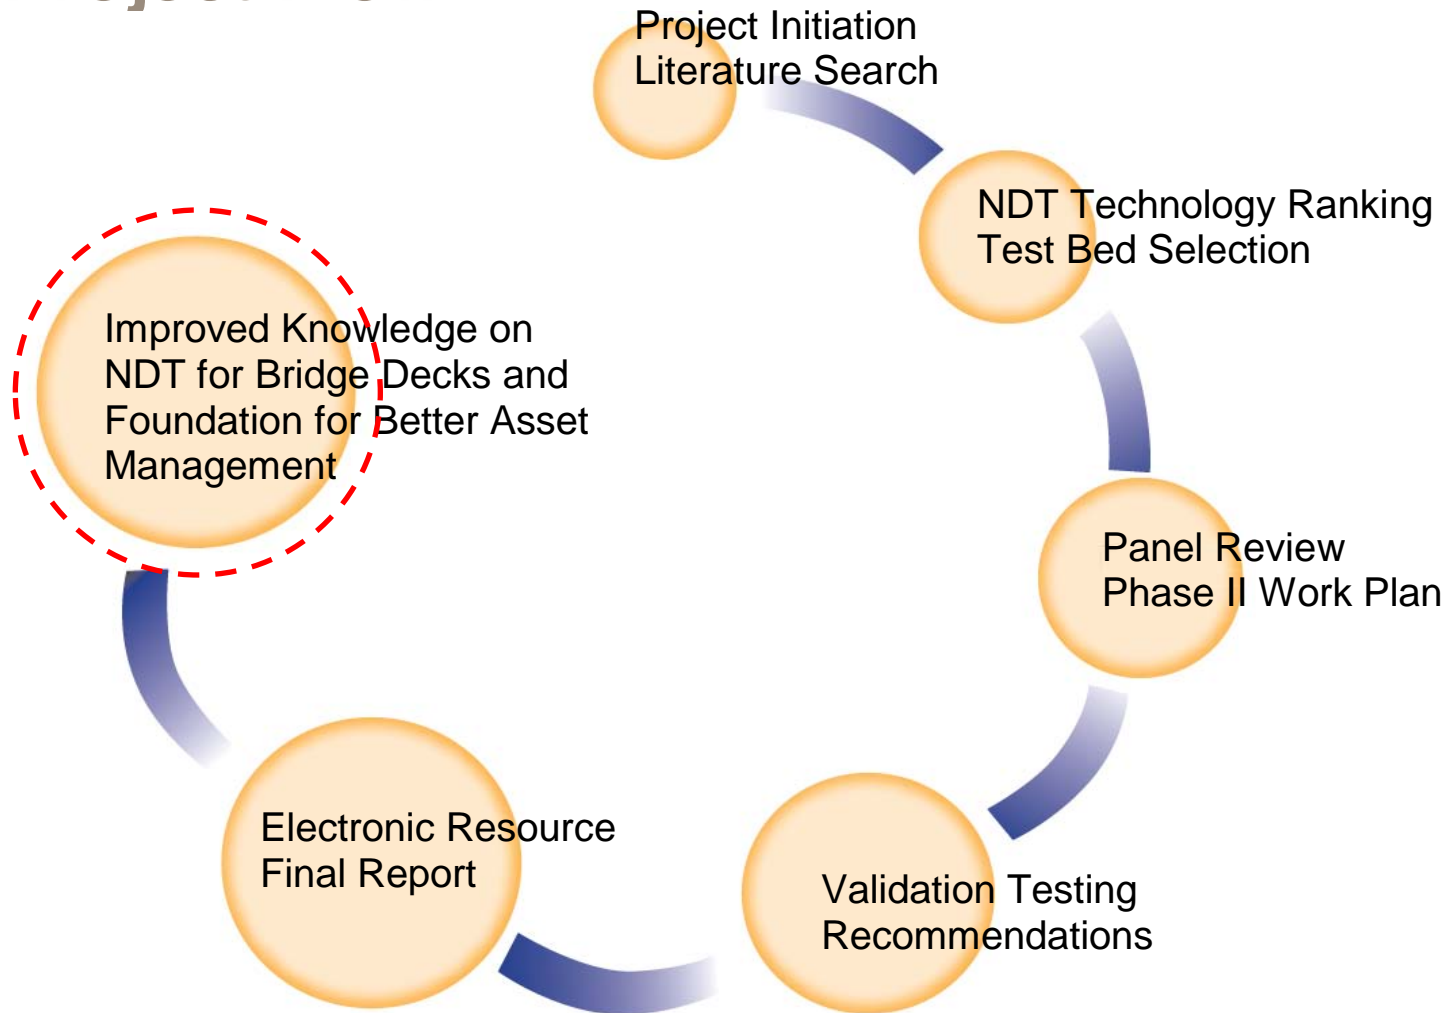 Project Initiation
Literature Search
NDT Technology Ranking
Test Bed Selection
Improved Knowledge on
NDT for Bridge Decks and
Foundation for Better Asset
Management
Panel Review
Phase II Work Plan
Electronic Resource
Final Report
Validation Testing
Recommendations